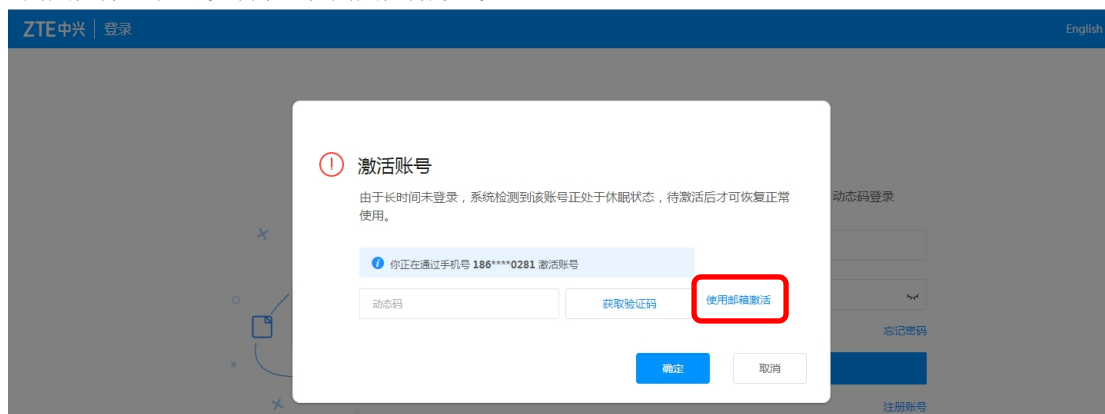 ZTE中兴 登录 English
激活账号
由于长时间未登录，系统检测到该账号正处于休眠状态，待激活后才可恢复正常
使用。
动态码登录
你正在通过手机号 186****0281 激活账号
动态码 获取验证码 使用邮箱激活
忘记密码
确定 取消
注册账号